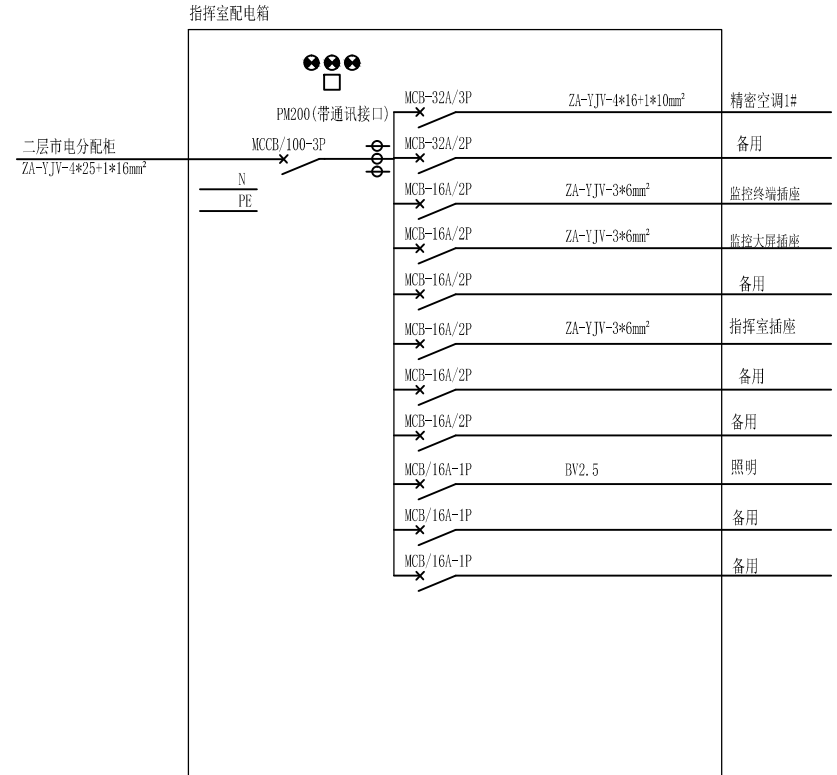 指挥室配电箱
PM200(带通讯接口)
二层市电分配柜
ZA-YJV-4*25+1*16mm²
MCCB/100-3P
N
PE
MCB-32A/3P ZA-YJV-4*16+1*10mm² 精密空调1#
MCB-32A/2P 备用
MCB-16A/2P ZA-YJV-3*6mm² 监控终端插座
MCB-16A/2P ZA-YJV-3*6mm² 监控大屏插座
MCB-16A/2P 备用
MCB-16A/2P ZA-YJV-3*6mm² 指挥室插座
MCB-16A/2P 备用
MCB-16A/2P 备用
MCB/16A-1P BV2.5 照明
MCB/16A-1P 备用
MCB/16A-1P 备用